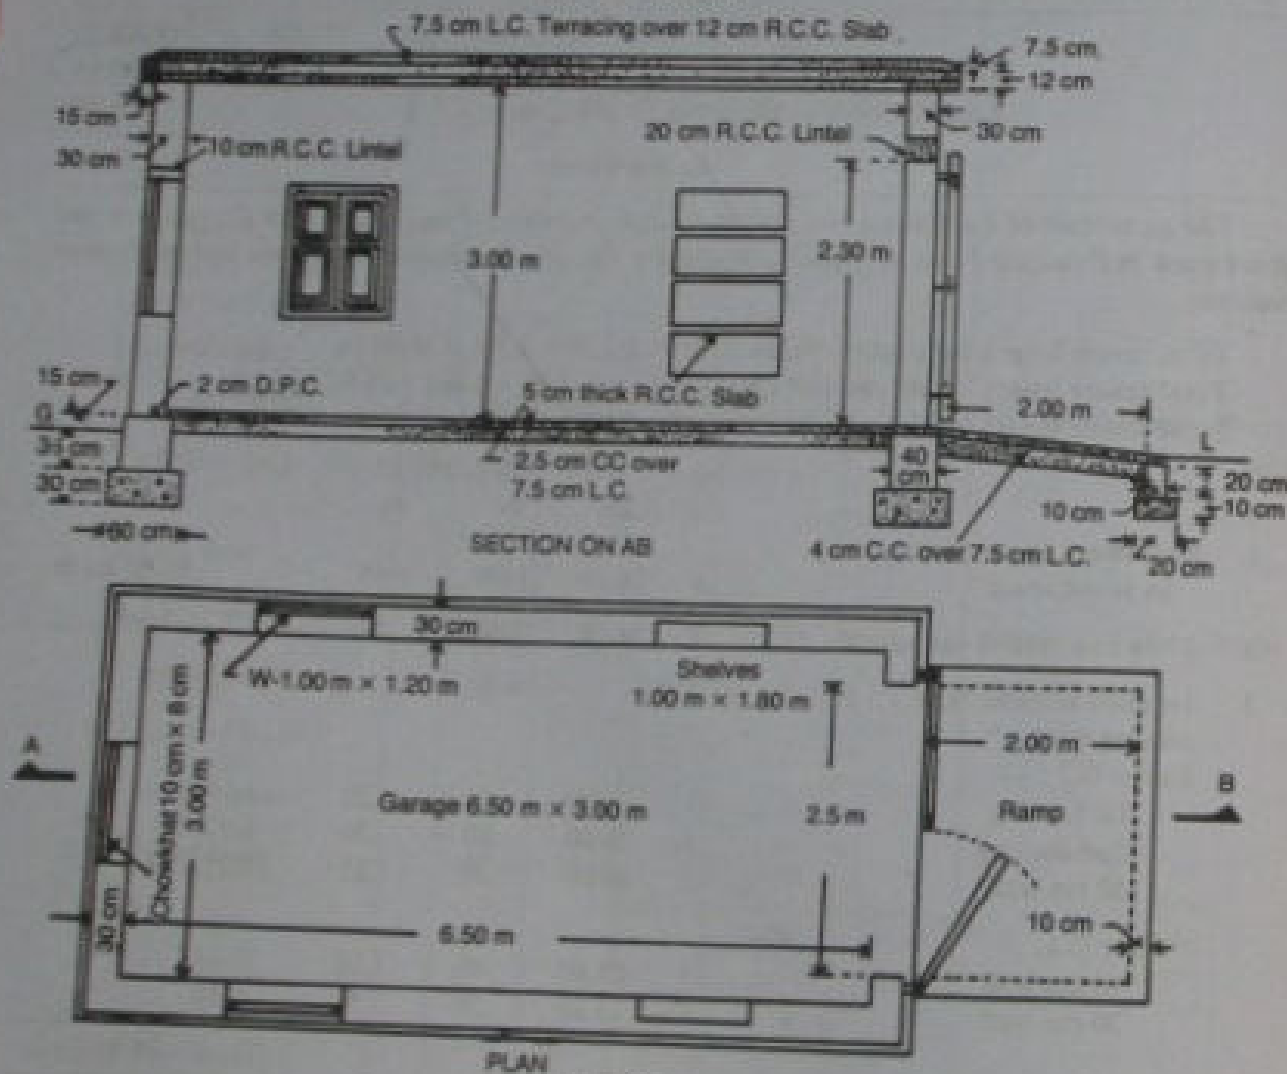 7.5 cm L.C. Terracing over 12 cm R.C.C. Slab
7.5 cm
12 cm
15 cm
30 cm
10 cm R.C.C. Lintel
20 cm R.C.C. Lintel
30 cm
3.00 m
2.30 m
15 cm
2 cm D.P.C.
5 cm thick R.C.C. Slab
2.00 m
G
L
30 cm
2.5 cm CC over
7.5 cm L.C.
40
cm
10 cm
20 cm
10 cm
60 cm
SECTION ON AB
4 cm C.C. over 7.5 cm L.C.
20 cm
30 cm
W-1.00 m × 1.20 m
Shelves
1.00 m × 1.80 m
A
Chowkhat 10 cm × 8 cm
3.00 m
2.00 m
B
Garage 6.50 m × 3.00 m
2.5 m
Ramp
30 cm
6.50 m
10 cm
PLAN